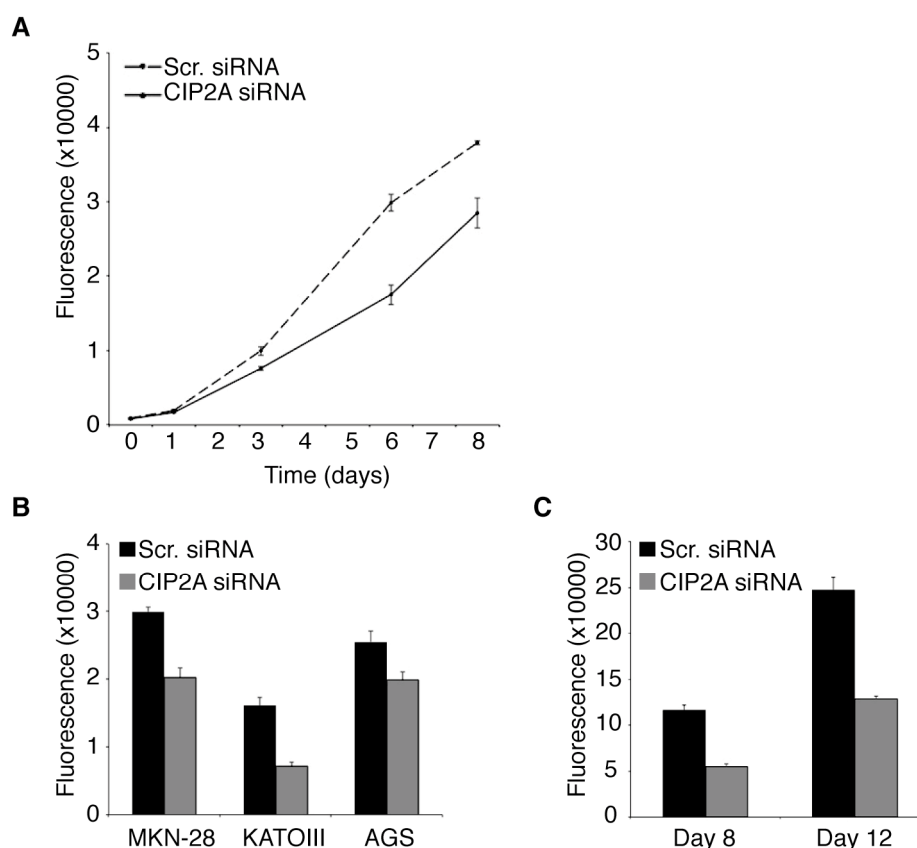 A
Fluorescence (x10000)
5
4
3
2
1
0
Scr. siRNA
CIP2A siRNA
0 1 2 3 4 5 6 7 8
Time (days)
B
Fluorescence (x10000)
4
3
2
1
0
Scr. siRNA
CIP2A siRNA
MKN-28 KATOIII AGS
C
Fluorescence (x10000)
30
25
20
15
10
5
0
Scr. siRNA
CIP2A siRNA
Day 8 Day 12